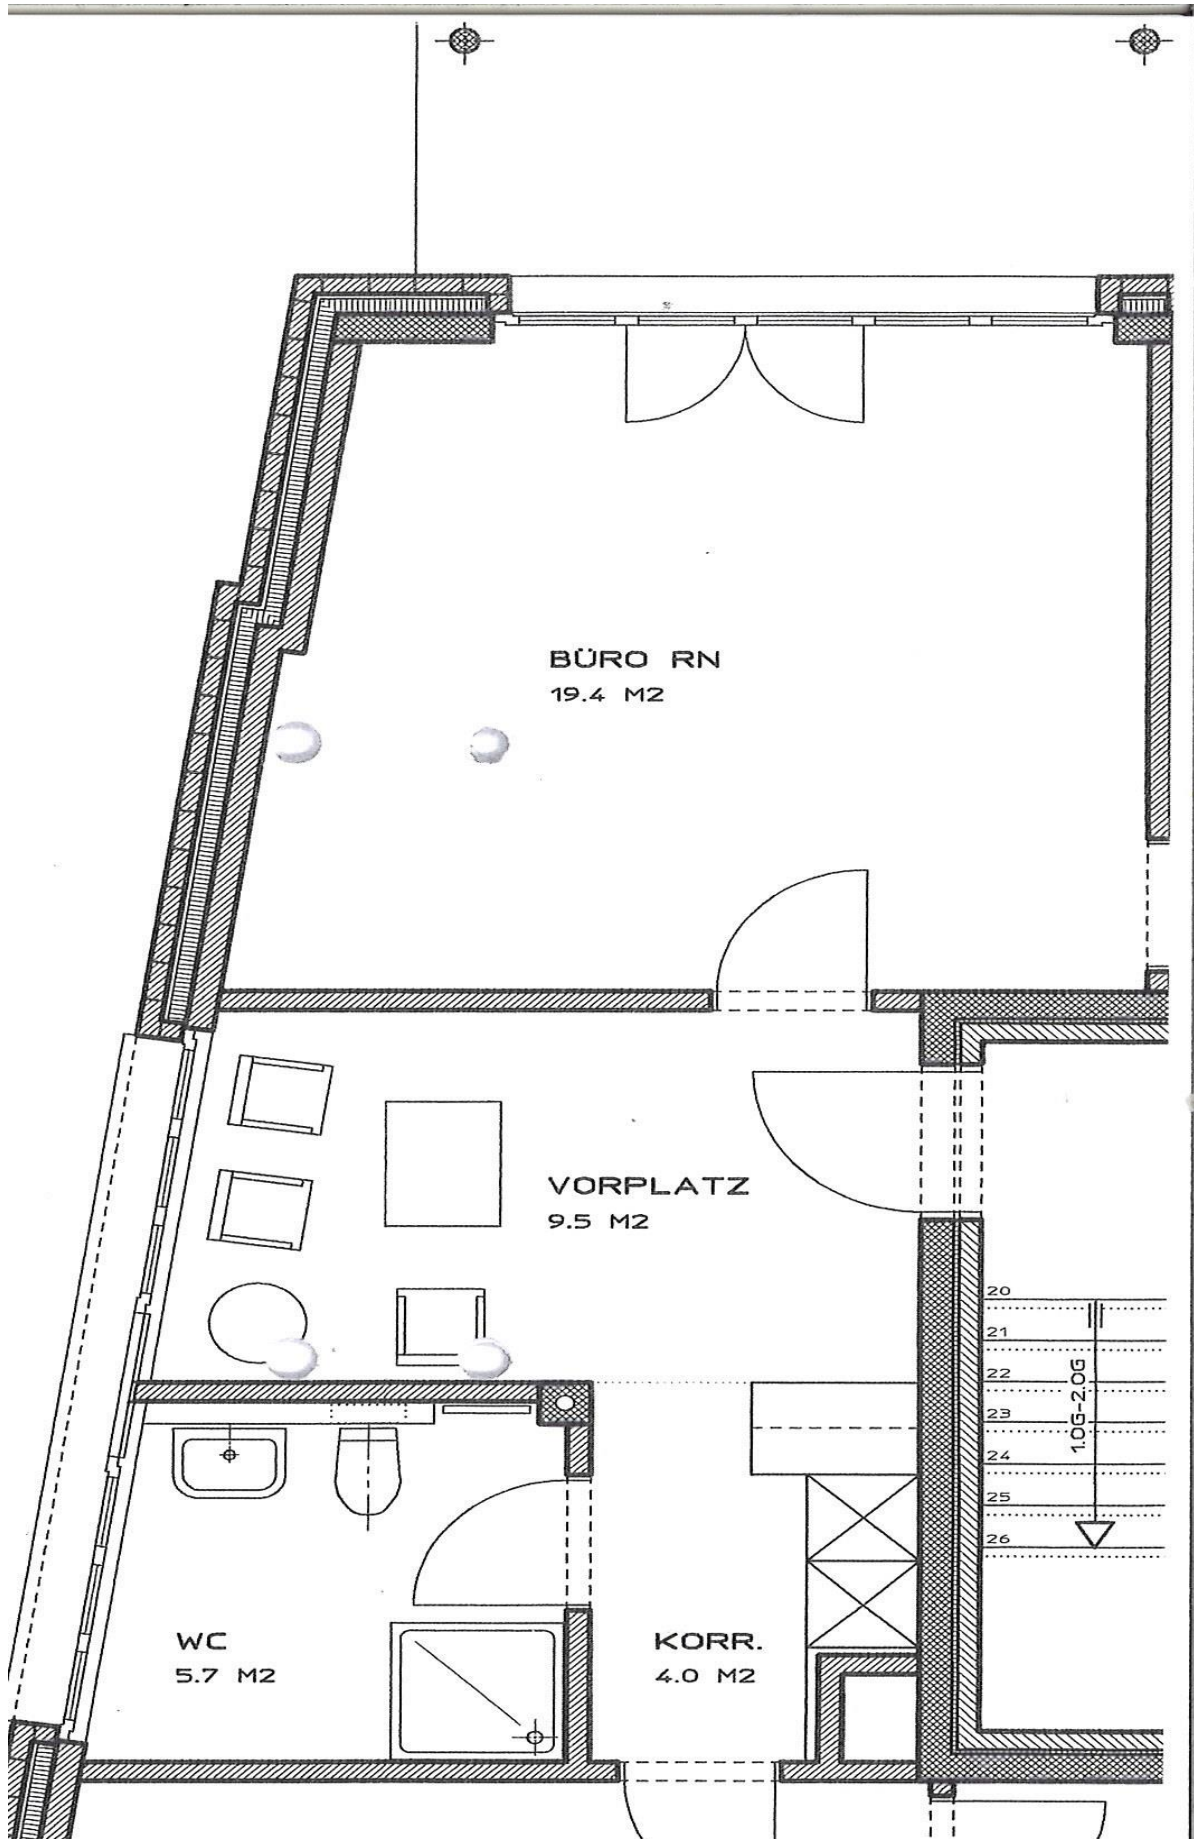 BÜRO RN
19.4 M2
VORPLATZ
9.5 M2
20
21
22
23
24
25
26
1.OG-2.OG
WC
5.7 M2
KORR.
4.0 M2